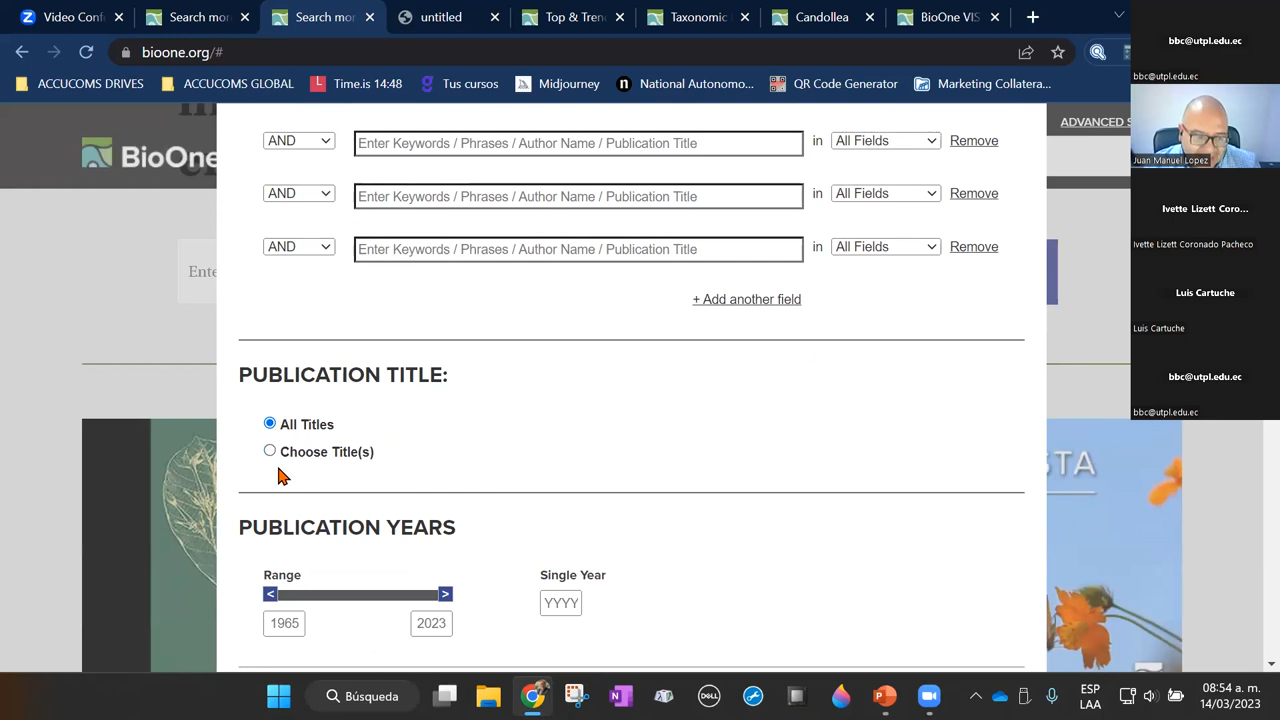 Video Conf
Search mor
Search mor
untitled
Top & Tren
Taxonomic
Candollea
BioOne VIS
bioone.org/#
ACCUCOMS DRIVES
ACCUCOMS GLOBAL
Time.is 14:48
Tus cursos
Midjourney
National Autonomo...
QR Code Generator
Marketing Collatera...
BioOne
ADVANCED S
AND
Enter Keywords / Phrases / Author Name / Publication Title
in
All Fields
Remove
AND
Enter Keywords / Phrases / Author Name / Publication Title
in
All Fields
Remove
AND
Enter Keywords / Phrases / Author Name / Publication Title
in
All Fields
Remove
Ente
+ Add another field
PUBLICATION TITLE:
All Titles
Choose Title(s)
STA
PUBLICATION YEARS
Range
Single Year
< >
YYYY
1965
2023
bbc@utpl.edu.ec
bbc@utpl.edu.ec
Juan Manuel Lopez
Ivette Lizett Coro...
Ivette Lizett Coronado Pacheco
Luis Cartuche
Luis Cartuche
bbc@utpl.edu.ec
bbc@utpl.edu.ec
Búsqueda
DELL
ESP
LAA
08:54 a. m.
14/03/2023